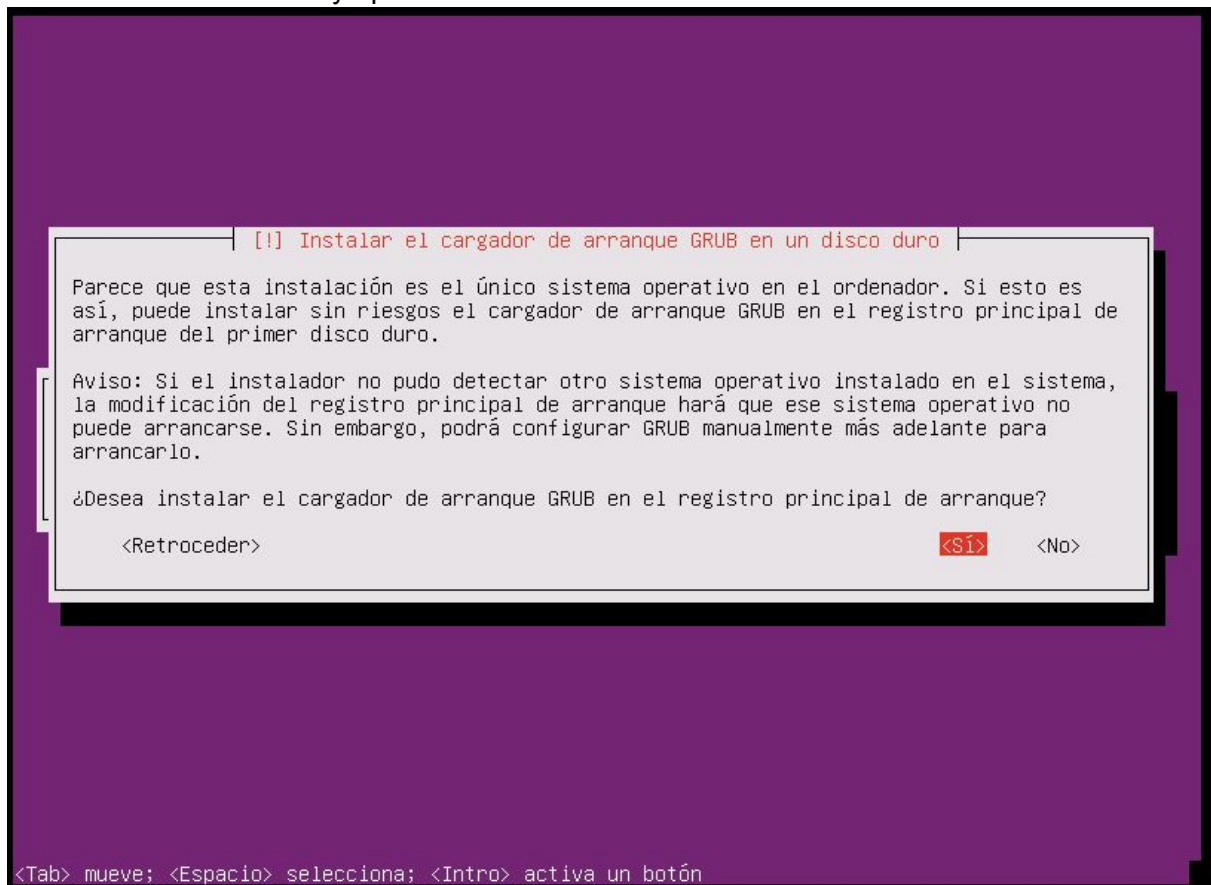 [!] Instalar el cargador de arranque GRUB en un disco duro
Parece que esta instalación es el único sistema operativo en el ordenador. Si esto es
así, puede instalar sin riesgos el cargador de arranque GRUB en el registro principal de
arranque del primer disco duro.
Aviso: Si el instalador no pudo detectar otro sistema operativo instalado en el sistema,
la modificación del registro principal de arranque hará que ese sistema operativo no
puede arrancarse. Sin embargo, podrá configurar GRUB manualmente más adelante para
arrancarlo.
¿Desea instalar el cargador de arranque GRUB en el registro principal de arranque?
<Retroceder> <Sí> <No>
<Tab> mueve; <Espacio> selecciona; <Intro> activa un botón